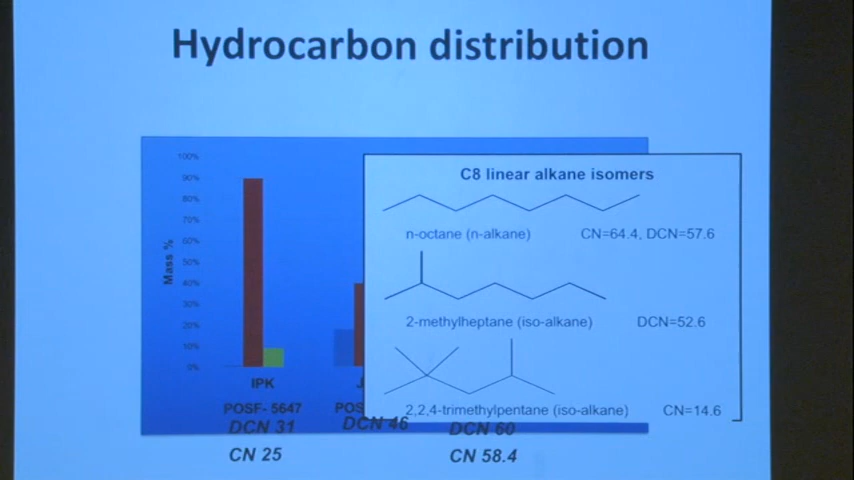 Hydrocarbon distribution
100%
90%
80%
70%
60%
50%
40%
30%
20%
10%
0%
Mass %
IPK
J
POSF- 5647
POS
DCN 31
DCN 46
DCN 60
CN 25
CN 58.4
C8 linear alkane isomers
n-octane (n-alkane)
CN=64.4, DCN=57.6
2-methylheptane (iso-alkane)
DCN=52.6
2,2,4-trimethylpentane (iso-alkane)
CN=14.6